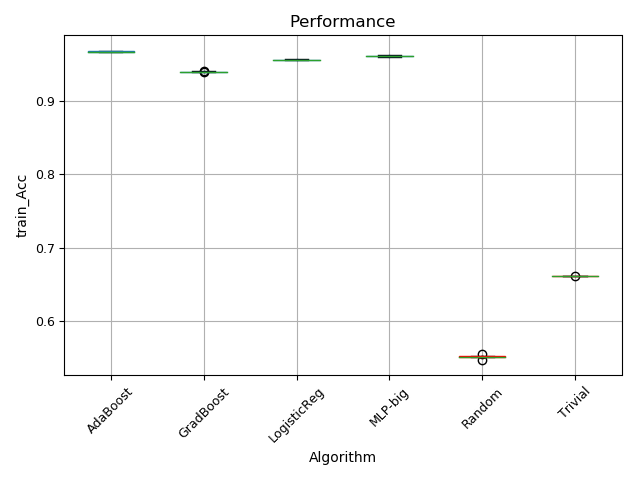 Performance
train_Acc
0.9
0.8
0.7
0.6
AdaBoost
GradBoost
LogisticReg
MLP-big
Random
Trivial
Algorithm